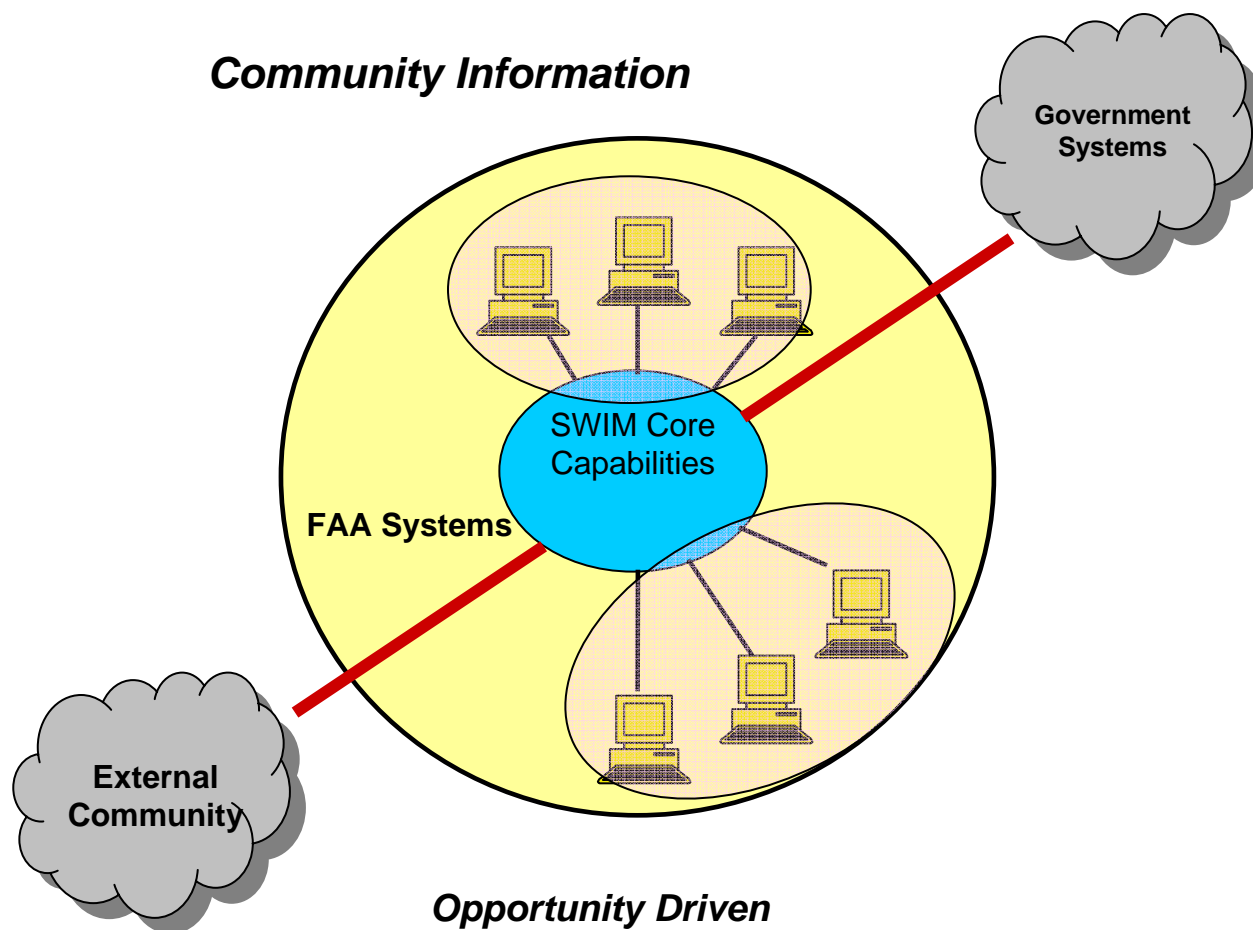 Community Information
Government
Systems
SWIM Core
Capabilities
FAA Systems
External
Community
Opportunity Driven